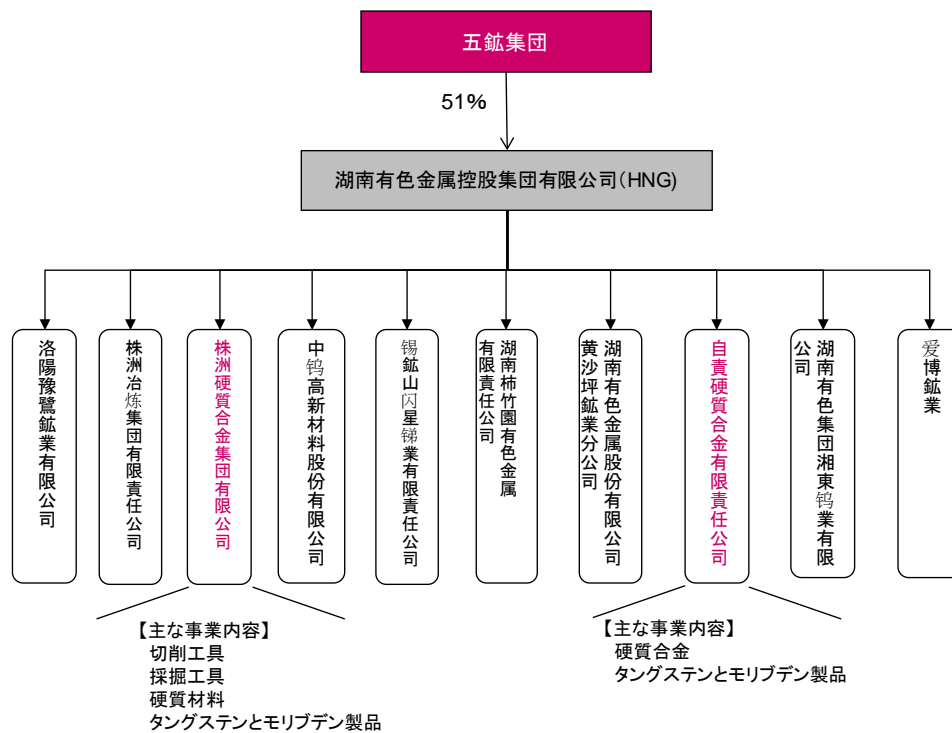 五鉱集団
51%
湖南有色金属控股集団有限公司(HNG)
洛陽豫鷺鉱業有限公司
株洲冶炼集団有限責任公司
株洲硬質合金集団有限公司
中钨高新材料股份有限公司
锡鉱山闪星锑業有限責任公司
湖南柿竹園有色金属
有限責任公司
湖南有色金属股份有限公司
黄沙坪鉱業分公司
自責硬質合金有限責任公司
湖南有色集団湘東钨業有限
公司
爱博鉱業
【主な事業内容】
切削工具
採掘工具
硬質材料
タングステンとモリブデン製品
【主な事業内容】
硬質合金
タングステンとモリブデン製品